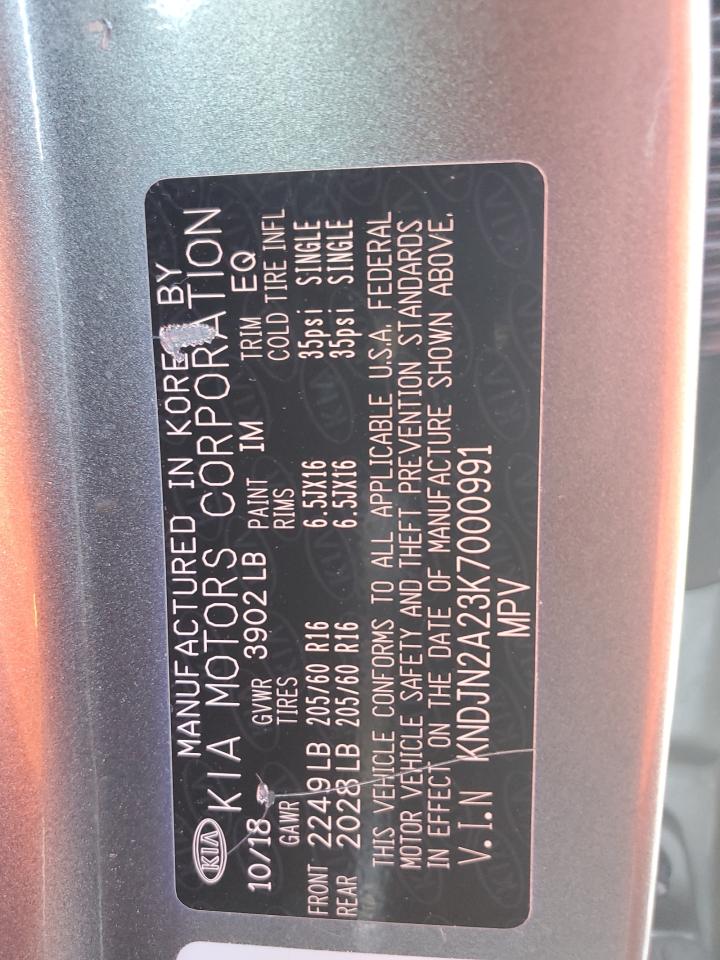 MANUFACTURED IN KOREA BY
KIA KIA MOTORS CORPORATION
10/18 GVWR 3902LB PAINT IM TRIM EQ
GAWR TIRES RIMS COLD TIRE INFL
FRONT 2249LB 205/60 R16 6.5JX16 35psi SINGLE
REAR 2028LB 205/60 R16 6.5JX16 35psi SINGLE
THIS VEHICLE CONFORMS TO ALL APPLICABLE U.S.A. FEDERAL
MOTOR VEHICLE SAFETY AND THEFT PREVENTION STANDARDS
IN EFFECT ON THE DATE OF MANUFACTURE SHOWN ABOVE.
V.I.N KNDJN2A23K7000991
MPV